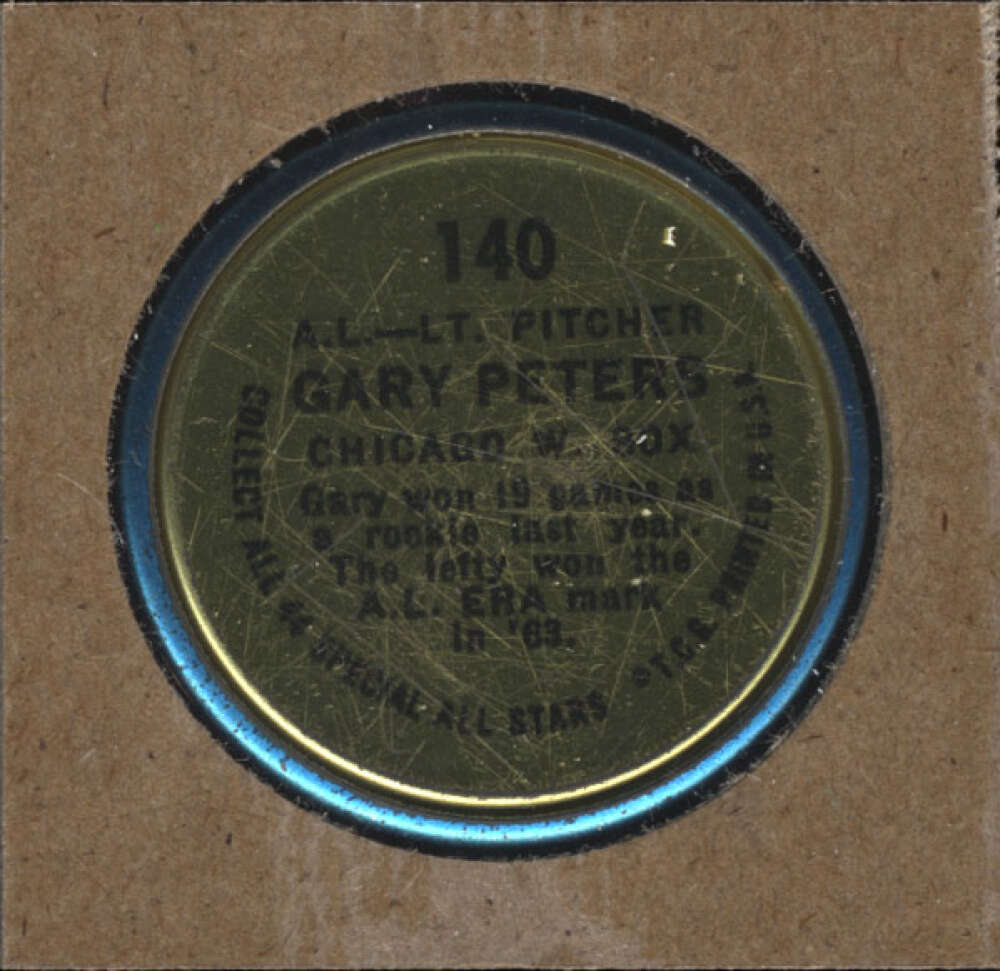 140
A.L.—LT. PITCHER
GARY PETERS
CHICAGO W. SOX
Gary won 19 games as
a rookie last year.
The lefty won the
A.L. ERA mark
in '63.
COLLECT ALL 44 SPECIAL ALL STARS
©T.C.G. PRINTED IN U.S.A.